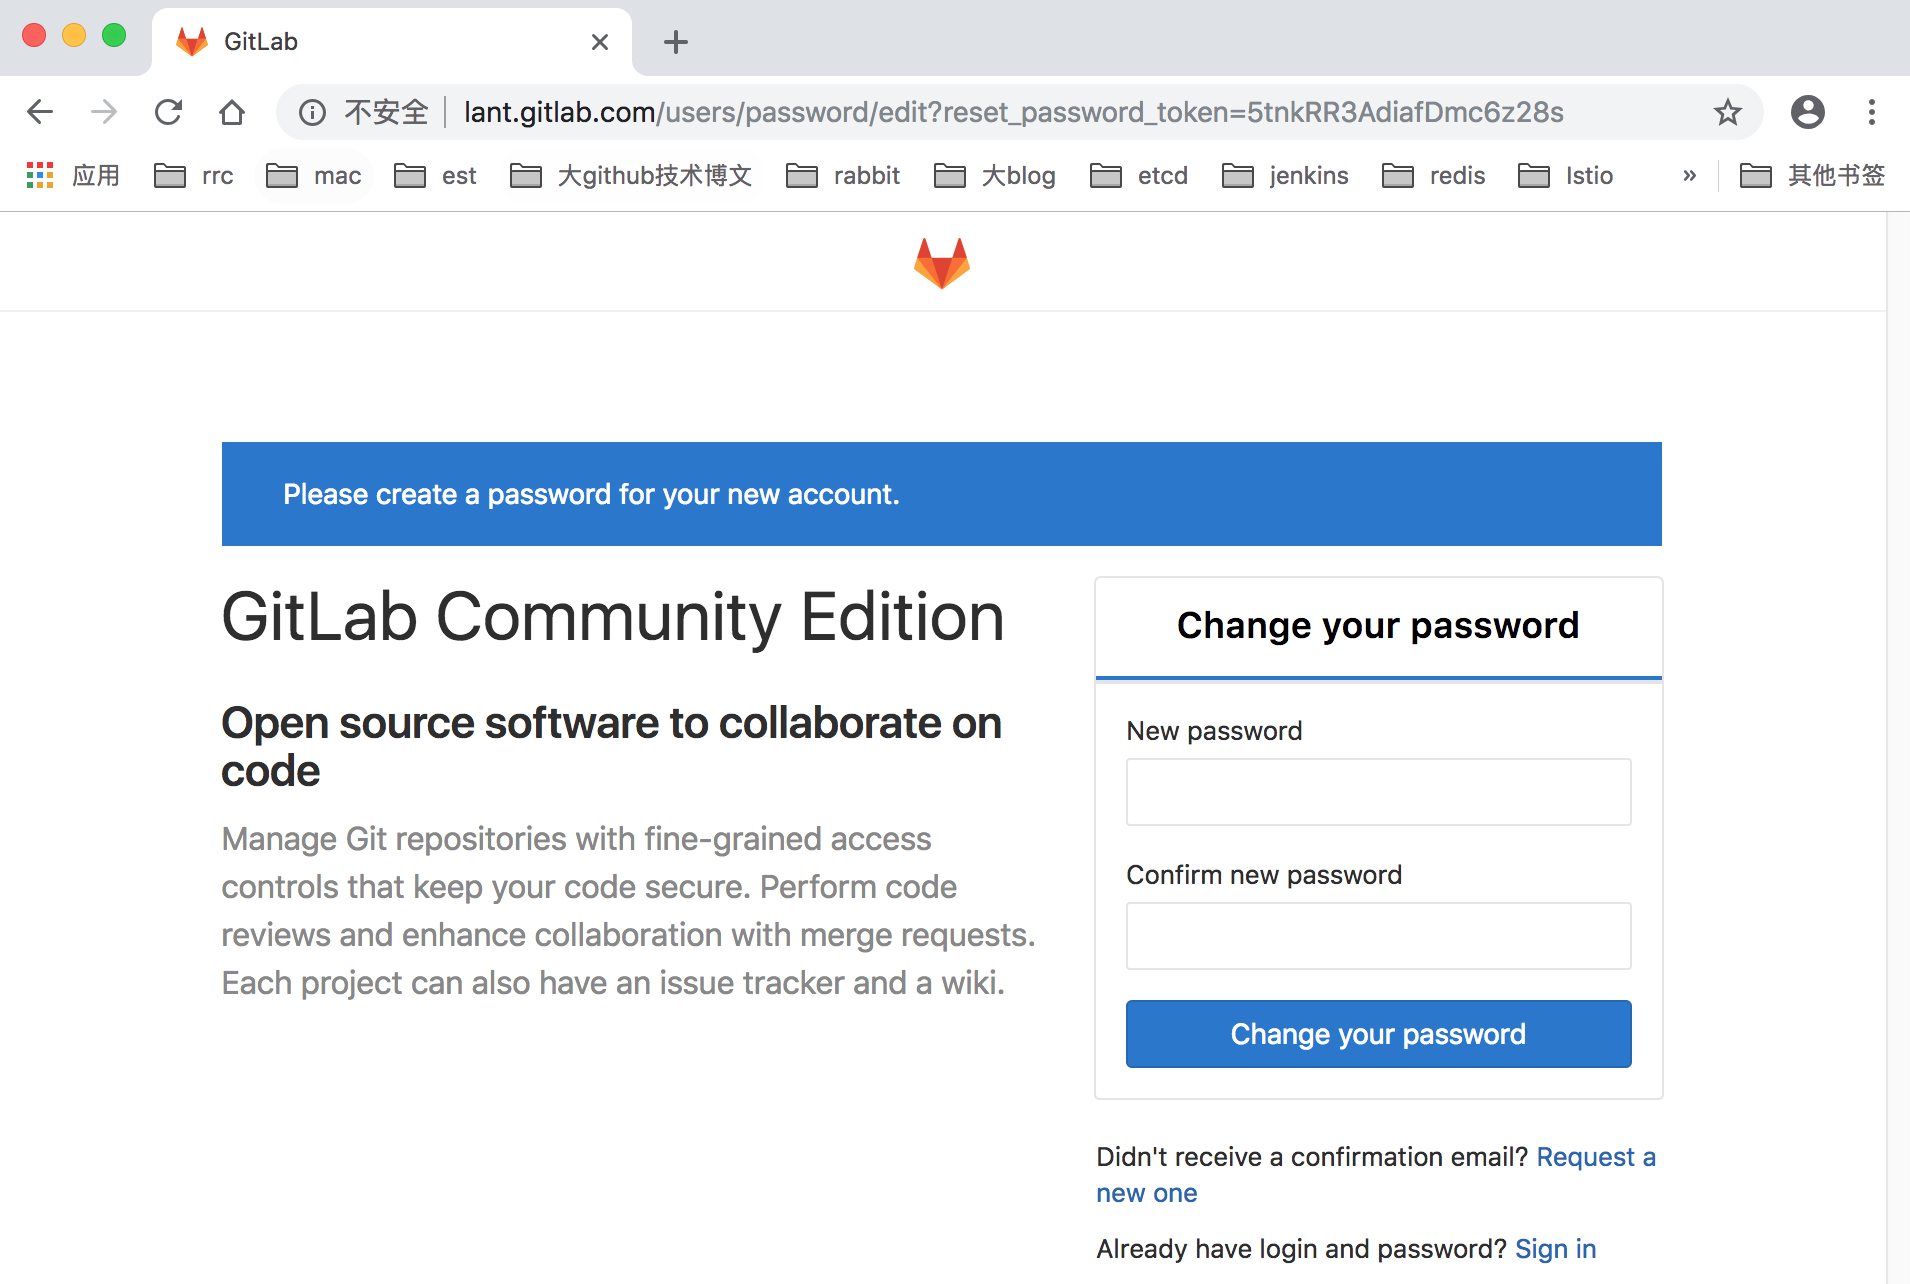 GitLab
不安全 lant.gitlab.com/users/password/edit?reset_password_token=5tnkRR3AdiafDmc6z28s
应用 rrc mac est 大github技术博文 rabbit 大blog etcd jenkins redis Istio » 其他书签
Please create a password for your new account.
GitLab Community Edition
Open source software to collaborate on
code
Manage Git repositories with fine-grained access
controls that keep your code secure. Perform code
reviews and enhance collaboration with merge requests.
Each project can also have an issue tracker and a wiki.
Change your password
New password
Confirm new password
Change your password
Didn't receive a confirmation email? Request a
new one
Already have login and password? Sign in